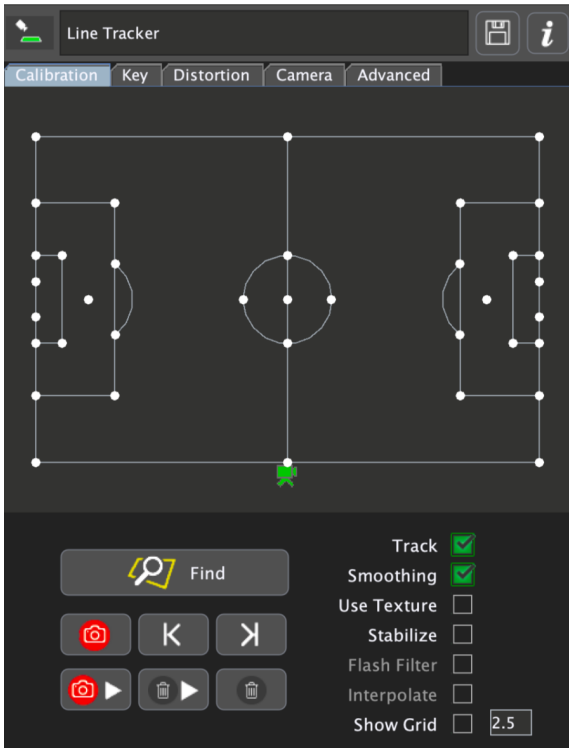 Line Tracker
Calibration Key Distortion Camera Advanced
Find
Track
Smoothing
Use Texture
Stabilize
Flash Filter
Interpolate
Show Grid 2.5